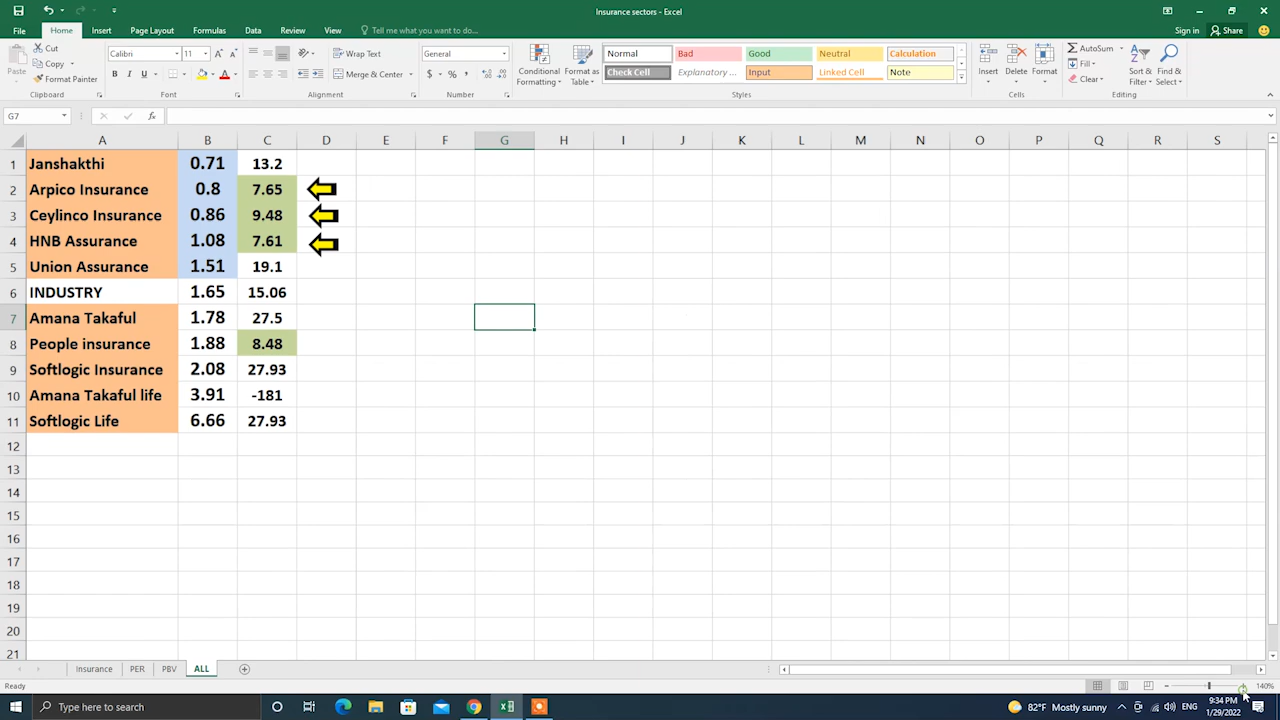 Insurance sectors - Excel
File Home Insert Page Layout Formulas Data Review View Tell me what you want to do... Sign in Share
Paste
Cut
Copy
Format Painter
Clipboard
Calibri 11
B I U
Font
Wrap Text
Merge & Center
Alignment
General
$ % ,
Number
Conditional Formatting
Format as Table
Normal Bad Good Neutral Calculation
Check Cell Explanatory ... Input Linked Cell Note
Styles
Insert Delete Format
Cells
AutoSum
Fill
Clear
Sort & Filter
Find & Select
Editing
G7 fx
A B C D E F G H I J K L M N O P Q R S
1 Janshakthi 0.71 13.2
2 Arpico Insurance 0.8 7.65
3 Ceylinco Insurance 0.86 9.48
4 HNB Assurance 1.08 7.61
5 Union Assurance 1.51 19.1
6 INDUSTRY 1.65 15.06
7 Amana Takaful 1.78 27.5
8 People insurance 1.88 8.48
9 Softlogic Insurance 2.08 27.93
10 Amana Takaful life 3.91 -181
11 Softlogic Life 6.66 27.93
12
13
14
15
16
17
18
19
20
21
insurance PER PBV ALL
Ready 140%
Type here to search 82°F Mostly sunny ENG 9:34 PM
1/29/2022